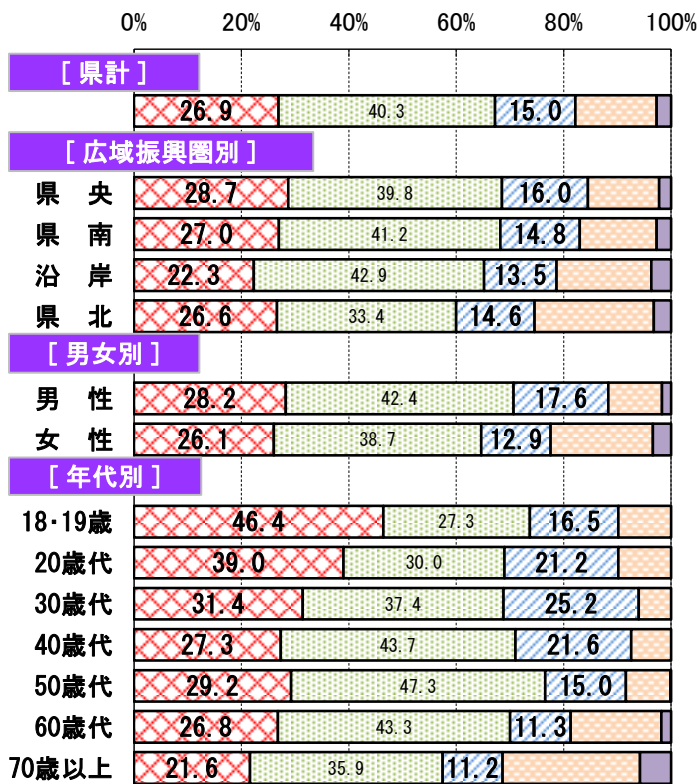 0% 20% 40% 60% 80% 100%
[ 県計 ]
26.9 40.3 15.0
[ 広域振興圏別 ]
県 央 28.7 39.8 16.0
県 南 27.0 41.2 14.8
沿 岸 22.3 42.9 13.5
県 北 26.6 33.4 14.6
[ 男女別 ]
男 性 28.2 42.4 17.6
女 性 26.1 38.7 12.9
[ 年代別 ]
18・19歳 46.4 27.3 16.5
20歳代 39.0 30.0 21.2
30歳代 31.4 37.4 25.2
40歳代 27.3 43.7 21.6
50歳代 29.2 47.3 15.0
60歳代 26.8 43.3 11.3
70歳以上 21.6 35.9 11.2